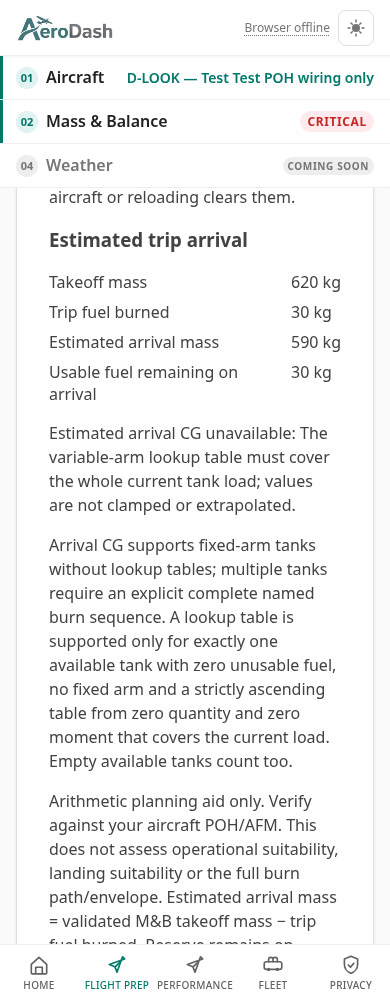 AeroDash
Browser offline
01 Aircraft D-LOOK — Test Test POH wiring only
02 Mass & Balance CRITICAL
04 Weather COMING SOON
aircraft or reloading clears them.
Estimated trip arrival
Takeoff mass 620 kg
Trip fuel burned 30 kg
Estimated arrival mass 590 kg
Usable fuel remaining on 30 kg
arrival
Estimated arrival CG unavailable: The
variable-arm lookup table must cover
the whole current tank load; values
are not clamped or extrapolated.
Arrival CG supports fixed-arm tanks
without lookup tables; multiple tanks
require an explicit complete named
burn sequence. A lookup table is
supported only for exactly one
available tank with zero unusable fuel,
no fixed arm and a strictly ascending
table from zero quantity and zero
moment that covers the current load.
Empty available tanks count too.
Arithmetic planning aid only. Verify
against your aircraft POH/AFM. This
does not assess operational suitability,
landing suitability or the full burn
path/envelope. Estimated arrival mass
= validated M&B takeoff mass − trip
fuel burned. Reserve remains on
HOME FLIGHT PREP PERFORMANCE FLEET PRIVACY